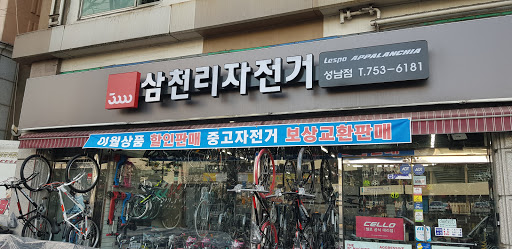 3000
삼천리자전거
Lespo APPALANCHIA
성남점 T.753-6181
이월상품 할인판매 중고자전거 보상교환판매
CELLO